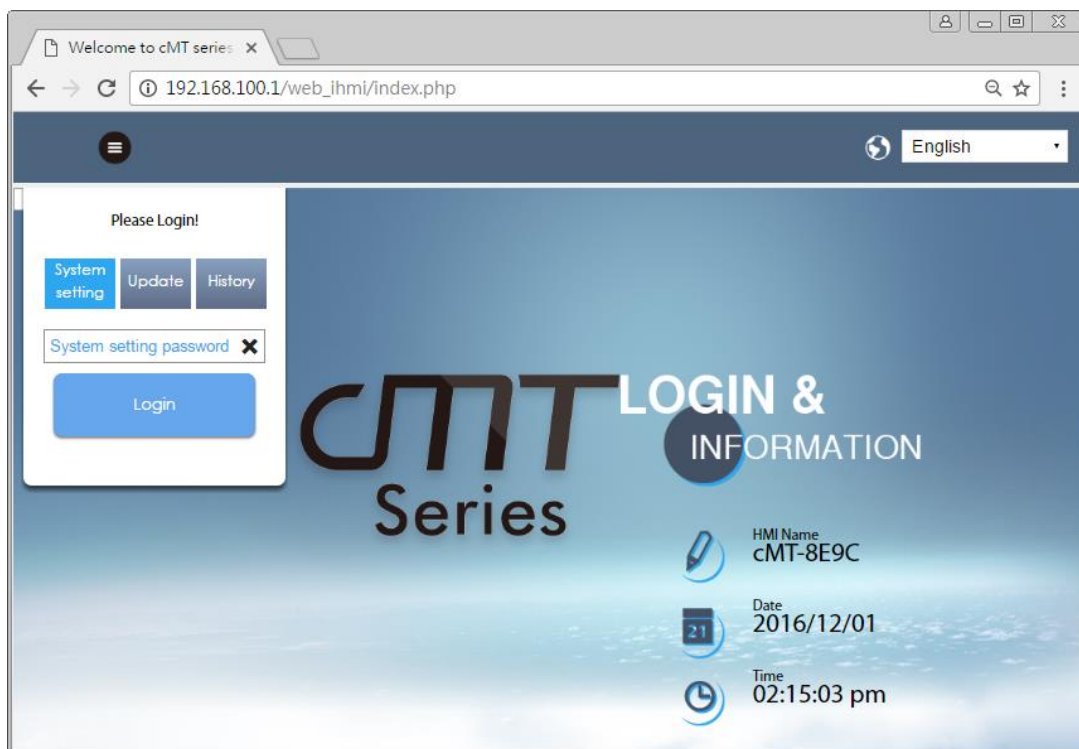 Welcome to cMT series
192.168.100.1/web_ihmi/index.php
English
Please Login!
System
setting
Update
History
System setting password
Login
cMT
Series
LOGIN &
INFORMATION
HMI Name
cMT-8E9C
21
Date
2016/12/01
Time
02:15:03 pm